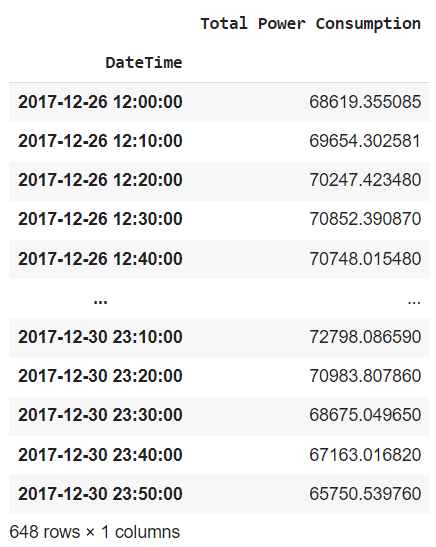 Total Power Consumption
DateTime
2017-12-26 12:00:00 68619.355085
2017-12-26 12:10:00 69654.302581
2017-12-26 12:20:00 70247.423480
2017-12-26 12:30:00 70852.390870
2017-12-26 12:40:00 70748.015480
... ...
2017-12-30 23:10:00 72798.086590
2017-12-30 23:20:00 70983.807860
2017-12-30 23:30:00 68675.049650
2017-12-30 23:40:00 67163.016820
2017-12-30 23:50:00 65750.539760
648 rows × 1 columns